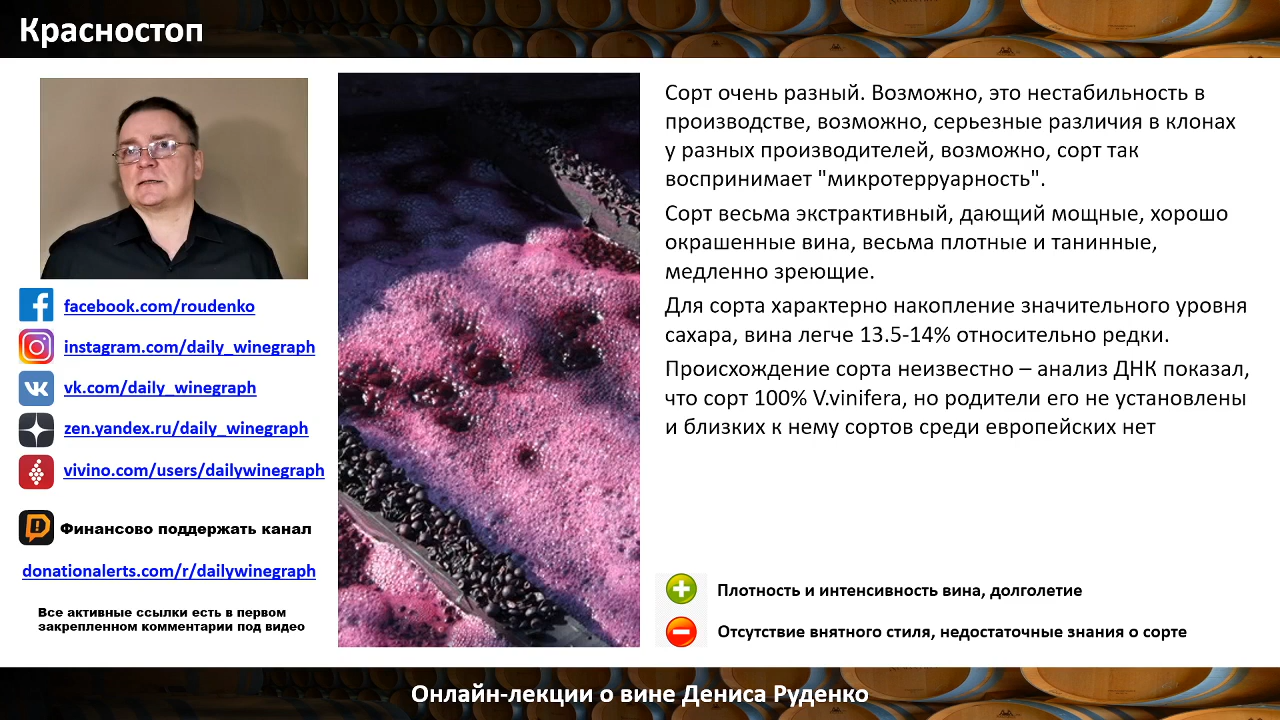 Красностоп
facebook.com/roudenko
instagram.com/daily_winegraph
vk.com/daily_winegraph
zen.yandex.ru/daily_winegraph
vivino.com/users/dailywinegraph
Финансово поддержать канал
donationalerts.com/r/dailywinegraph
Все активные ссылки есть в первом
закрепленном комментарии под видео
Сорт очень разный. Возможно, это нестабильность в
производстве, возможно, серьезные различия в клонах
у разных производителей, возможно, сорт так
воспринимает "микротерруарность".
Сорт весьма экстрактивный, дающий мощные, хорошо
окрашенные вина, весьма плотные и танинные,
медленно зреющие.
Для сорта характерно накопление значительного уровня
сахара, вина легче 13.5-14% относительно редки.
Происхождение сорта неизвестно – анализ ДНК показал,
что сорт 100% V.vinifera, но родители его не установлены
и близких к нему сортов среди европейских нет
Плотность и интенсивность вина, долголетие
Отсутствие внятного стиля, недостаточные знания о сорте
Онлайн-лекции о вине Дениса Руденко